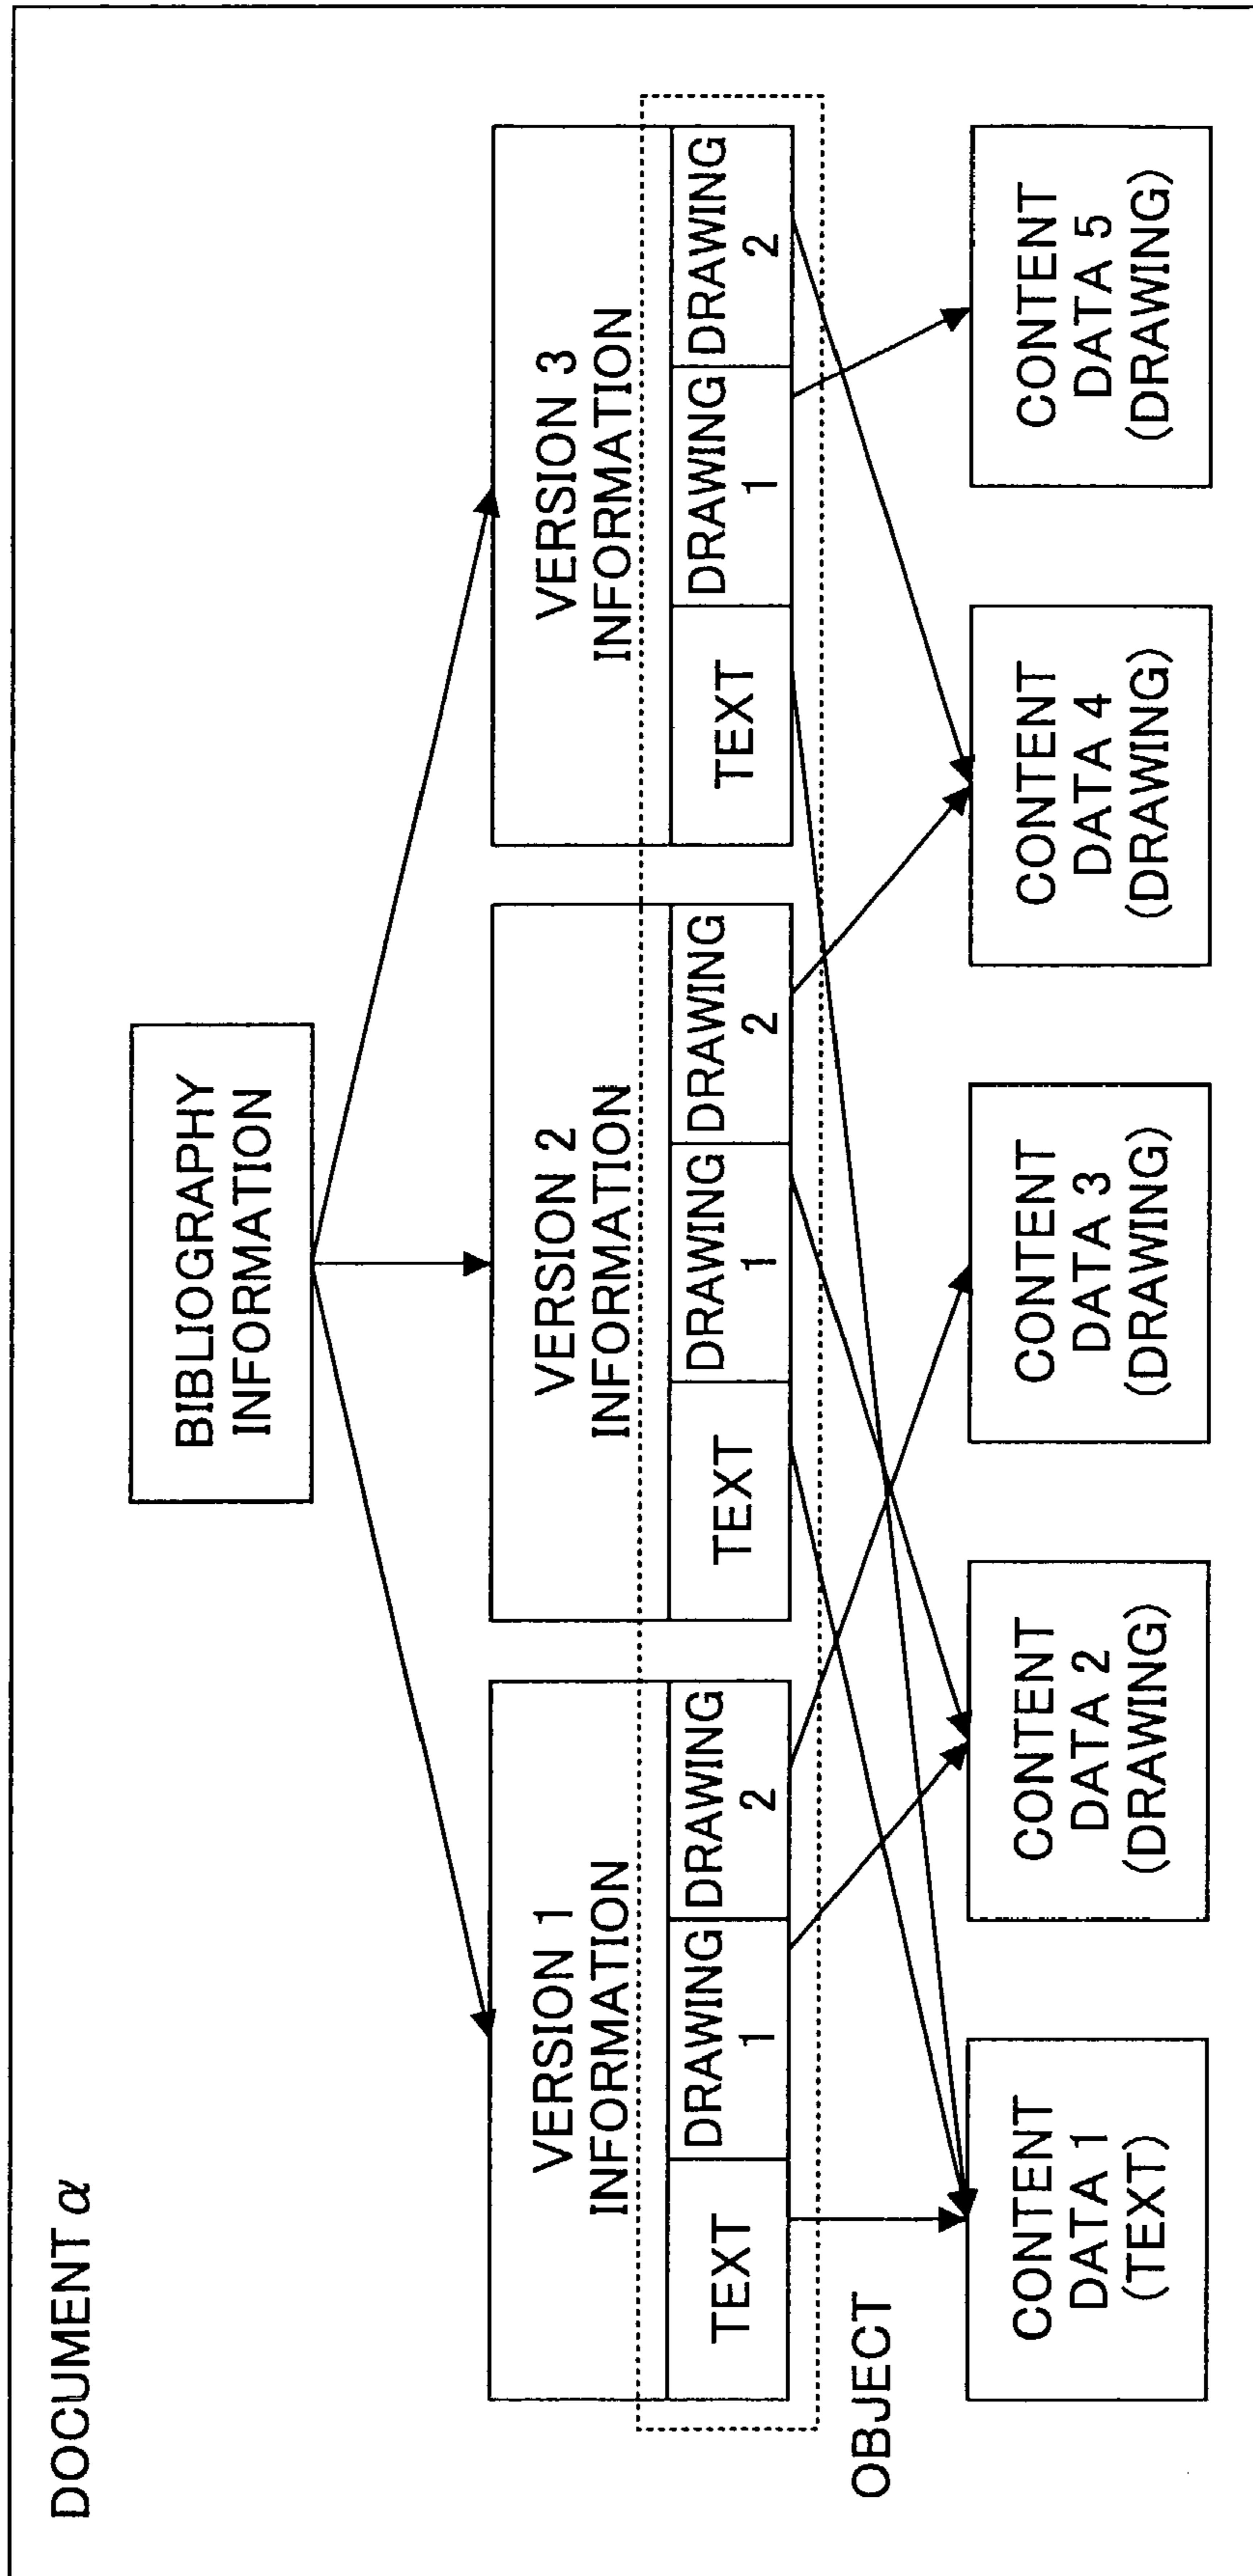 DOCUMENT α
BIBLIOGRAPHY
INFORMATION
VERSION 1
INFORMATION
TEXT
DRAWING
1
DRAWING
2
VERSION 2
INFORMATION
TEXT
DRAWING
1
DRAWING
2
VERSION 3
INFORMATION
TEXT
DRAWING
1
DRAWING
2
OBJECT
CONTENT
DATA 1
(TEXT)
CONTENT
DATA 2
(DRAWING)
CONTENT
DATA 3
(DRAWING)
CONTENT
DATA 4
(DRAWING)
CONTENT
DATA 5
(DRAWING)